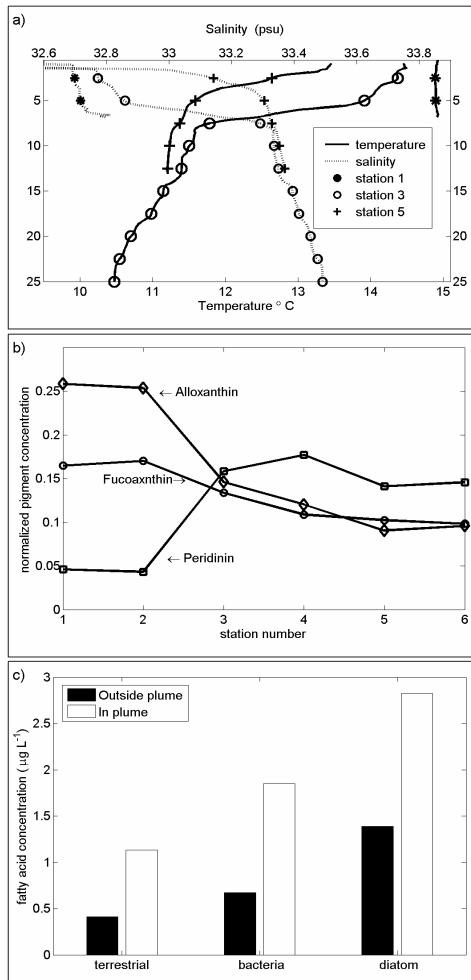 a)
Salinity (psu)
32.6 32.8 33 33.2 33.4 33.6 33.8
5 5
10 10
15 15
20 20
25 25
temperature
salinity
station 1
station 3
station 5
10 11 12 13 14 15
Temperature ° C
b)
normalized pigment concentration
0.25
0.2
0.15
0.1
0.05
0
← Alloxanthin
Fucoaxnthin →
← Peridinin
1 2 3 4 5 6
station number
c)
fatty acid concentration ( μg L-1)
3
2.5
2
1.5
1
0.5
0
Outside plume
In plume
terrestrial bacteria diatom